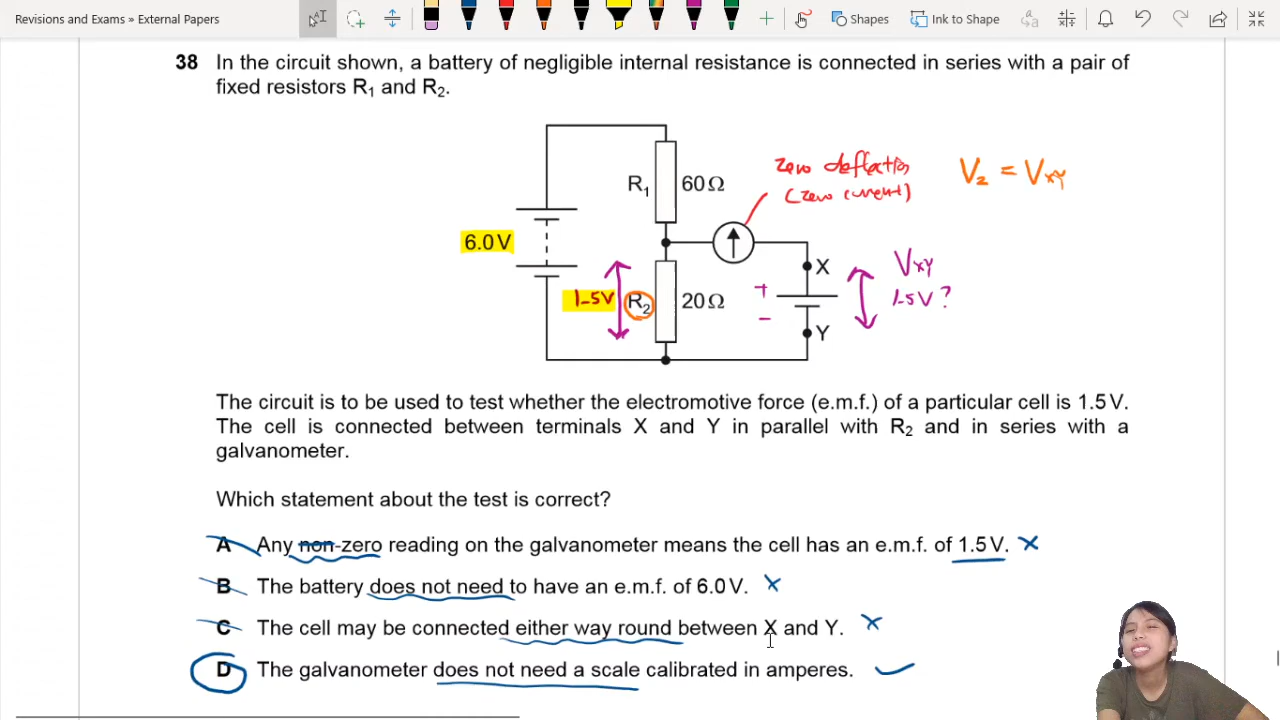 Revisions and Exams » External Papers
Shapes
Ink to Shape
38 In the circuit shown, a battery of negligible internal resistance is connected in series with a pair of
fixed resistors R1 and R2.
R1 60Ω
zero deflection
(zero current)
V2 = VXY
6.0 V
X
VXY
1.5V
R2 20Ω
+
1.5V?
–
Y
The circuit is to be used to test whether the electromotive force (e.m.f.) of a particular cell is 1.5 V.
The cell is connected between terminals X and Y in parallel with R2 and in series with a
galvanometer.
Which statement about the test is correct?
A Any non-zero reading on the galvanometer means the cell has an e.m.f. of 1.5 V. ×
B The battery does not need to have an e.m.f. of 6.0 V. ×
C The cell may be connected either way round between X and Y. ×
D The galvanometer does not need a scale calibrated in amperes. ✓